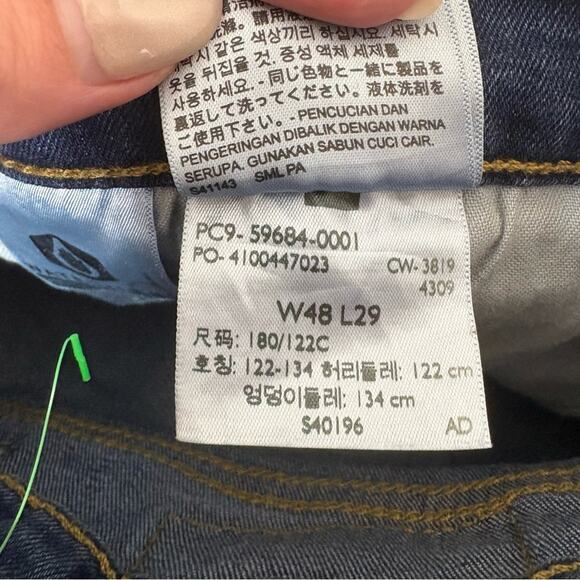 같은 색상끼리 하십시오. 세탁시
옷을 뒤집을 것. 중성 액체 세제를
사용하세요. ·同じ色物と一緒に製品を
裏返して洗ってください。液体洗剤を
ご使用下さい。 ·PENCUCIAN DAN
PENGERINGAN DIBALIK DENGAN WARNA
SERUPA. GUNAKAN SABUN CUCI CAIR.
S41143 SML PA
PC9- 59684-0001
PO- 4100447023 CW- 3819
4309
W48 L29
尺码: 180/122C
호칭: 122-134 허리둘레: 122 cm
엉덩이둘레: 134 cm
S40196 AD